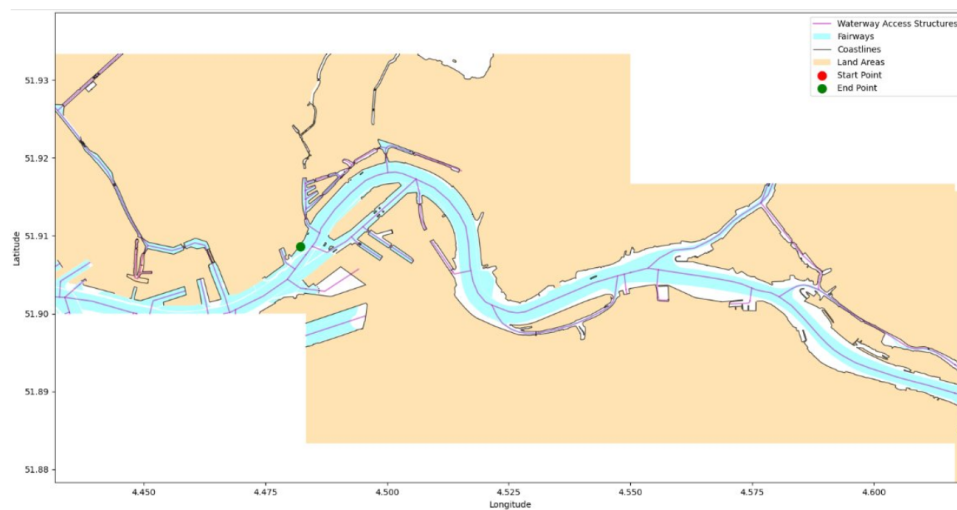 Waterway Access Structures
Fairways
Coastlines
Land Areas
Start Point
End Point
51.93
51.92
51.91
51.90
51.89
51.88
Latitude
4.450
4.475
4.500
4.525
4.550
4.575
4.600
Longitude